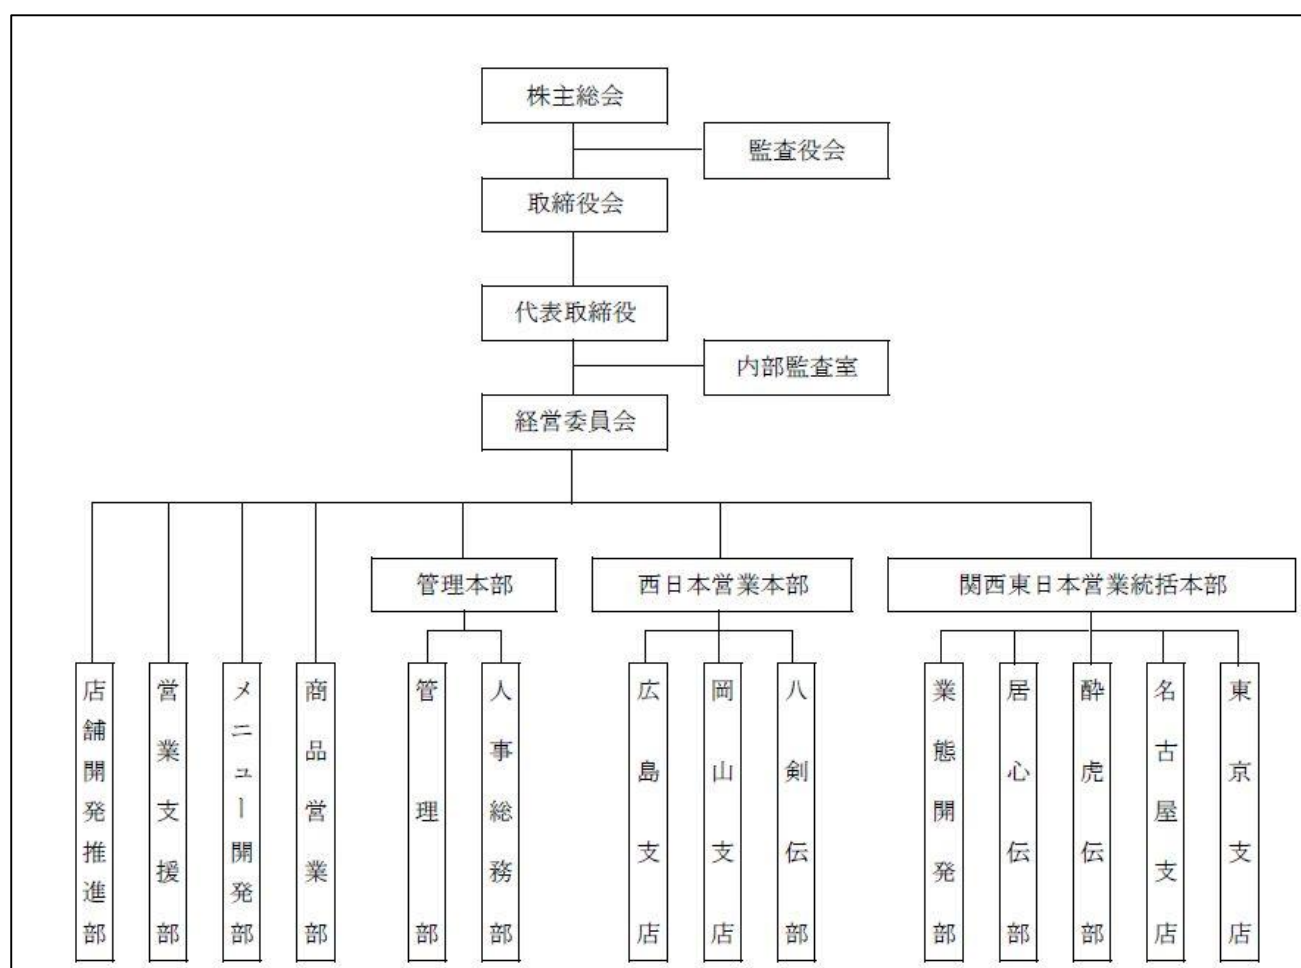 株主総会
監査役会
取締役会
代表取締役
内部監査室
経営委員会
管理本部
西日本営業本部
関西東日本営業統括本部
店舗開発推進部
営業支援部
メニュー開発部
商品営業部
管理部
人事総務部
広島支店
岡山支店
八剣伝部
業態開発部
居心伝部
酔虎伝部
名古屋支店
東京支店